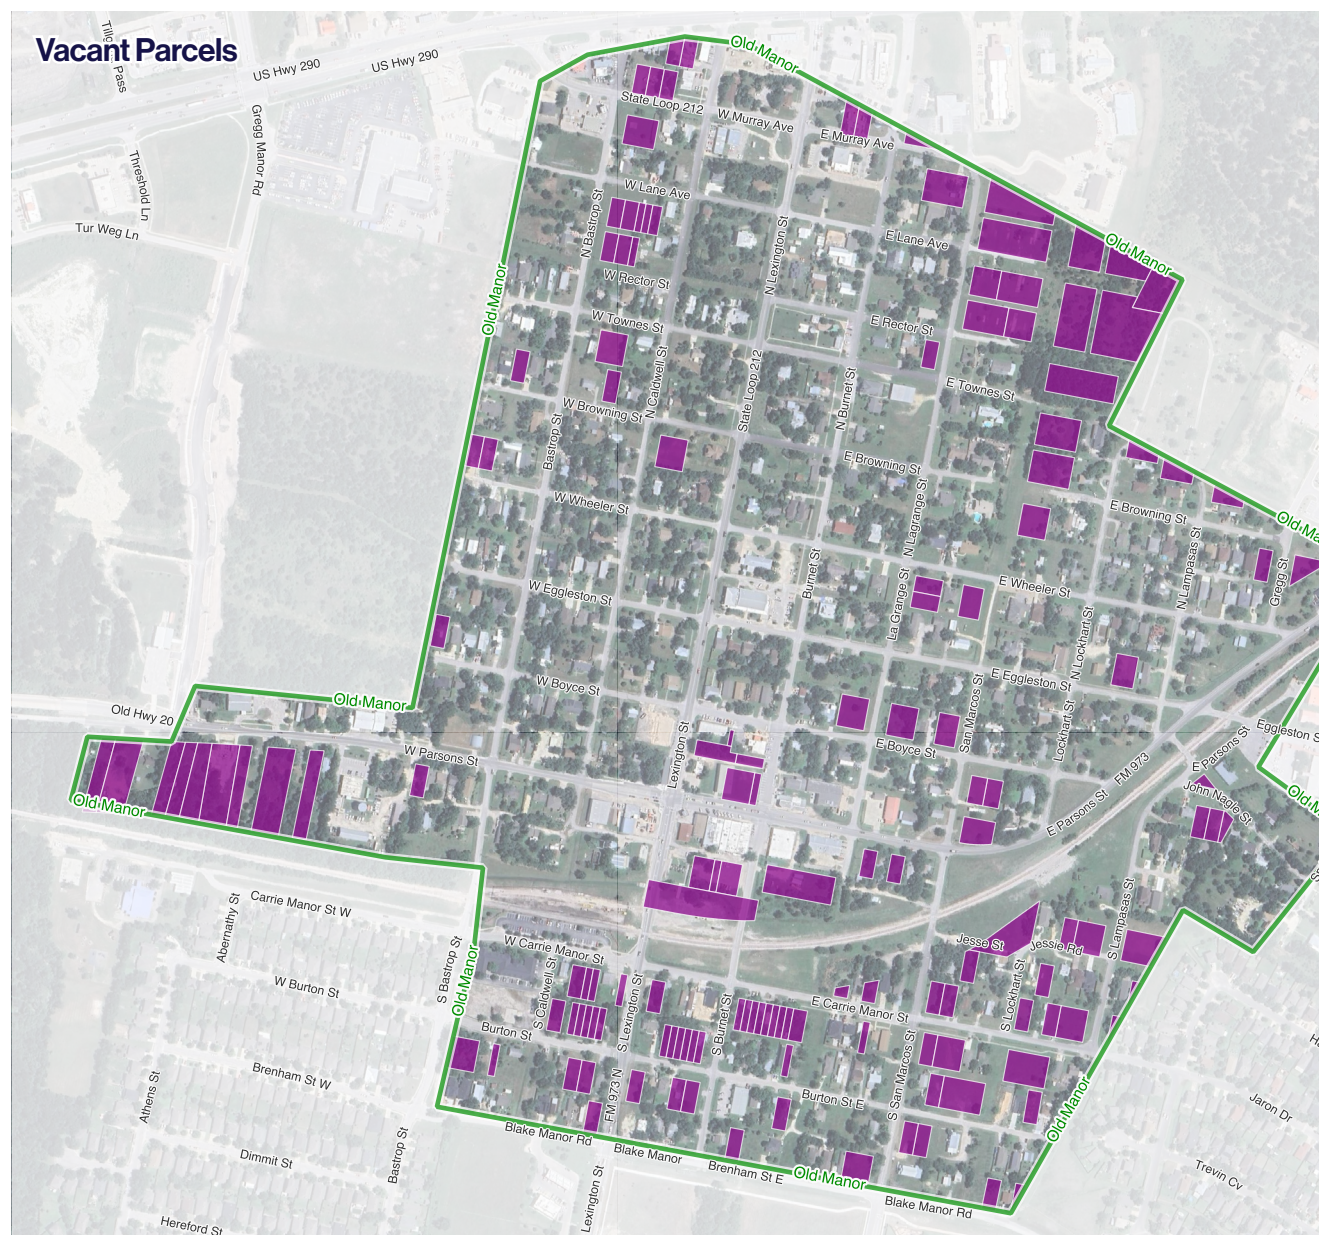 Vacant Parcels
US Hwy 290
US Hwy 290
Pass
Gregg Manor Rd
Threshold Ln
Tur Weg Ln
Old Manor
State Loop 212
W Murray Ave
E Murray Ave
W Lane Ave
N Bastrop St
N Lexington St
E Lane Ave
Old Manor
W Rector St
Old Manor
W Townes St
E Rector St
N Caldwell St
State Loop 212
N Burnet St
E Townes St
W Browning St
Bastrop St
E Browning St
W Wheeler St
N Lagrange St
E Browning St
Old Ma
N Lampasas St
Burnet St
La Grange St
E Wheeler St
Gregg St
W Eggleston St
N Lockhart St
W Boyce St
E Eggleston St
Old Manor
Old Hwy 20
San Marcos St
Lockhart St
Lexington St
E Boyce St
W Parsons St
Eggleston S
E Parsons St
FM 973
John Nagle St
Old M
Old Manor
E Parsons St
Carrie Manor St W
Abernathy St
S Bastrop St
Old Manor
W Carrie Manor St
S Caldwell St
Jesse St
Jessie Rd
S Lampasas St
W Burton St
S Lexington St
S Burnet St
E Carrie Manor St
S Lockhart St
Burton St
S San Marcos St
Brenham St W
Athens St
FM 973 N
Burton St E
Old Manor
Jaron Dr
Blake Manor Rd
Blake Manor
Brenham St E
Old Manor
Blake Manor Rd
Bastrop St
Dimmit St
Trevin Cv
Lexington St
Hereford St